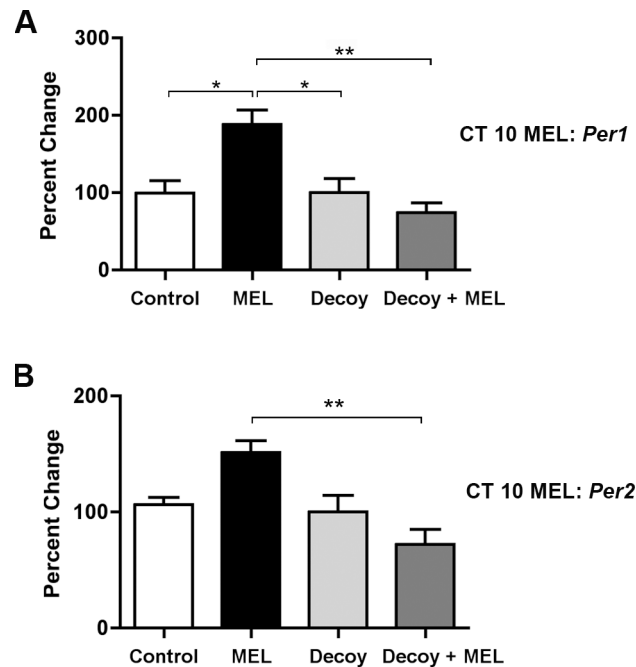 A
300
**
*
*
200
Percent Change
CT 10 MEL: Per1
100
0
Control MEL Decoy Decoy + MEL
B
200
**
Percent Change
CT 10 MEL: Per2
100
0
Control MEL Decoy Decoy + MEL